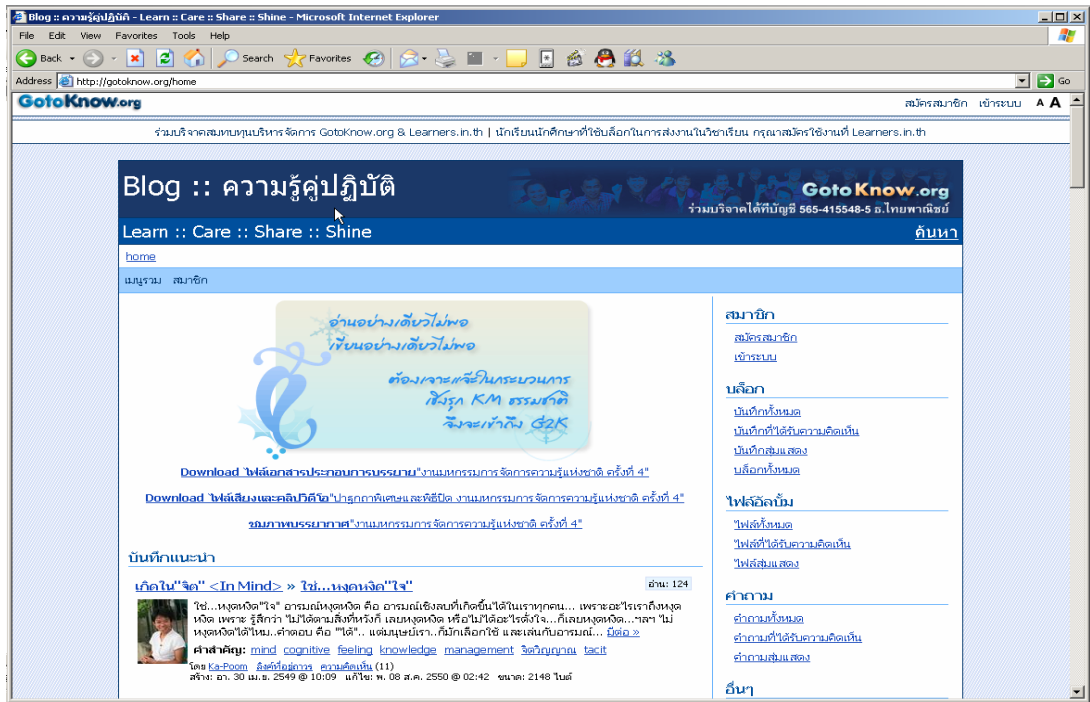 Blog :: ความรู้คู่ปฏิบัติ - Learn :: Care :: Share :: Shine - Microsoft Internet Explorer
File Edit View Favorites Tools Help
Back Search Favorites
Address http://gotoknow.org/home Go
GotoKnow.org สมัครสมาชิก เข้าระบบ A A
ร่วมบริจาคสมทบทุนบริหารจัดการ GotoKnow.org & Learners.in.th | นักเรียนนักศึกษาที่ใช้บล็อกในการส่งงานในวิชาเรียน กรุณาสมัครใช้งานที่ Learners.in.th
Blog :: ความรู้คู่ปฏิบัติ
GotoKnow.org
ร่วมบริจาคได้ที่บัญชี 565-415548-5 ธ.ไทยพาณิชย์
Learn :: Care :: Share :: Shine ค้นหา
home
เมนูรวม สมาชิก
อ่านอย่างเดียวไม่พอ
เขียนอย่างเดียวไม่พอ
ต้องเจาะแจ๊ะในกระบวนการ
เชิงรุก KM ธรรมชาติ
จึงจะเข้าถึง G2K
Download ไฟล์เอกสารประกอบการบรรยาย"งานมหกรรมการจัดการความรู้แห่งชาติ ครั้งที่ 4"
Download ไฟล์เสียงและคลิปวิดีโอ"ปาฐกถาพิเศษและพิธีปิด งานมหกรรมการจัดการความรู้แห่งชาติ ครั้งที่ 4"
ชมภาพบรรยากาศ"งานมหกรรมการจัดการความรู้แห่งชาติ ครั้งที่ 4"
บันทึกแนะนำ
เกิดใน"จิต" <In Mind> » ใช่...หงุดหงิด"ใจ" อ่าน: 124
ใช่...หงุดหงิด"ใจ" อารมณ์หงุดหงิด คือ อารมณ์เชิงลบที่เกิดขึ้นได้ในเราทุกคน... เพราะอะไรเราถึงหงุด
หงิด เพราะ รู้สึกว่า ไม่ได้ตามสิ่งที่หวังก็ เลยหงุดหงิด หรือไม่ได้อะไรดั่งใจ...ก็เลยหงุดหงิด...ฯลฯ ไม่
หงุดหงิดได้ไหม..คำตอบ คือ "ได้".. แต่มนุษย์เรา..ก็มักเลือกใช้ และเล่นกับอารมณ์... มีต่อ »
คำสำคัญ: mind cognitive feeling knowledge management จิตวิญญาณ tacit
โดย Ka-Poom ลิงค์ที่อยู่ถาวร ความคิดเห็น (11)
สร้าง: อา. 30 เม.ย. 2549 @ 10:09 แก้ไข: พ. 08 ส.ค. 2550 @ 02:42 ขนาด: 2148 ไบต์
สมาชิก
สมัครสมาชิก
เข้าระบบ
บล็อก
บันทึกทั้งหมด
บันทึกที่ได้รับความคิดเห็น
บันทึกสุ่มแสดง
บล็อกทั้งหมด
ไฟล์อัลบั้ม
ไฟล์ทั้งหมด
ไฟล์ที่ได้รับความคิดเห็น
ไฟล์สุ่มแสดง
คำถาม
คำถามทั้งหมด
คำถามที่ได้รับความคิดเห็น
คำถามสุ่มแสดง
อื่นๆ